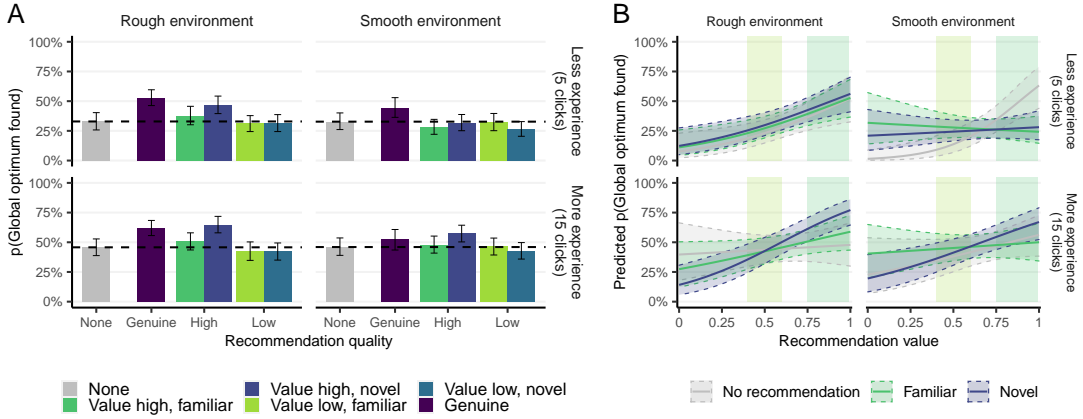 A
Rough environment
Smooth environment
p(Global optimum found)
100%
75%
50%
25%
0%
Less experience
(5 clicks)
100%
75%
50%
25%
0%
More experience
(15 clicks)
None
Genuine
High
Low
None
Genuine
High
Low
Recommendation quality
None
Value high, novel
Value low, novel
Value high, familiar
Value low, familiar
Genuine
B
Rough environment
Smooth environment
Predicted p(Global optimum found)
100%
75%
50%
25%
0%
Less experience
(5 clicks)
100%
75%
50%
25%
0%
More experience
(15 clicks)
0
0.25
0.5
0.75
1
0
0.25
0.5
0.75
1
Recommendation value
No recommendation
Familiar
Novel